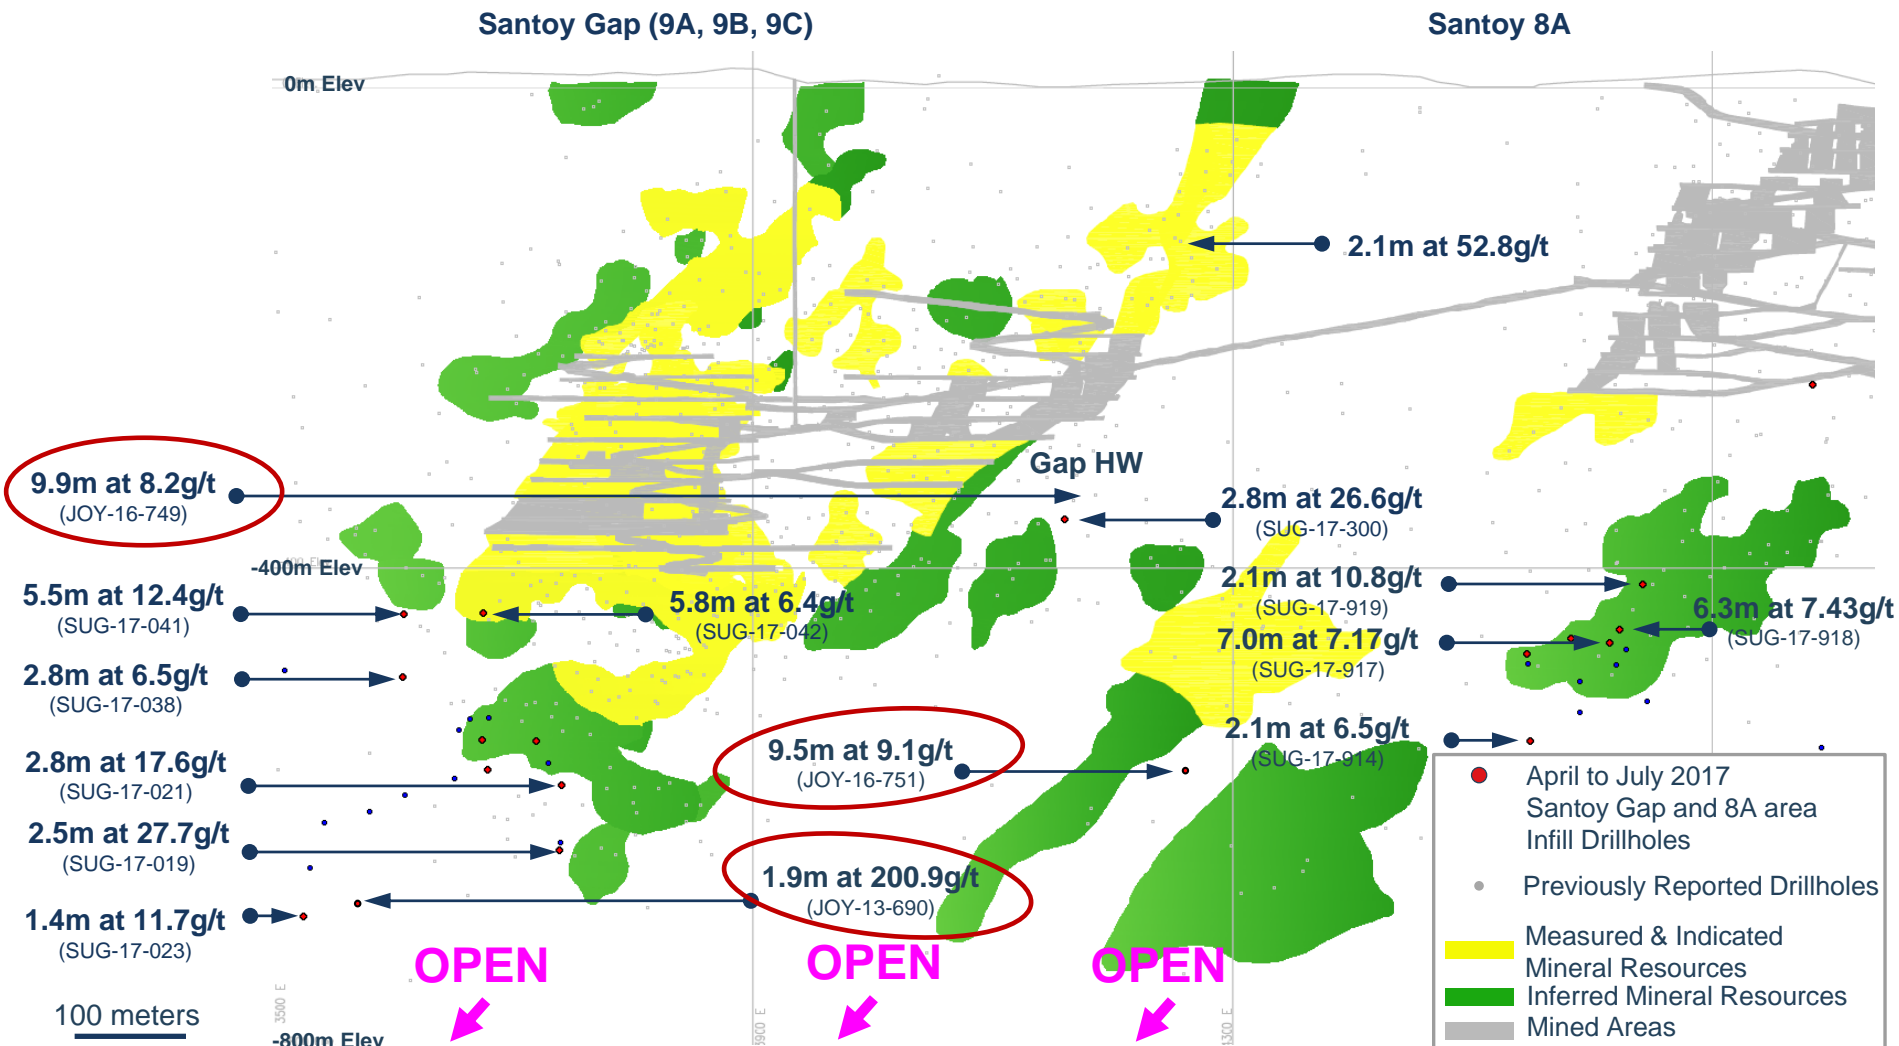 Santoy Gap (9A, 9B, 9C)
Santoy 8A
0m Elev
2.1m at 52.8g/t
Gap HW
9.9m at 8.2g/t
(JOY-16-749)
2.8m at 26.6g/t
(SUG-17-300)
-400m Elev
2.1m at 10.8g/t
(SUG-17-919)
5.5m at 12.4g/t
(SUG-17-041)
5.8m at 6.4g/t
(SUG-17-042)
6.3m at 7.43g/t
(SUG-17-918)
7.0m at 7.17g/t
(SUG-17-917)
2.8m at 6.5g/t
(SUG-17-038)
2.1m at 6.5g/t
(SUG-17-914)
9.5m at 9.1g/t
(JOY-16-751)
2.8m at 17.6g/t
(SUG-17-021)
2.5m at 27.7g/t
(SUG-17-019)
1.9m at 200.9g/t
(JOY-13-690)
1.4m at 11.7g/t
(SUG-17-023)
OPEN
OPEN
OPEN
April to July 2017
Santoy Gap and 8A area
Infill Drillholes
Previously Reported Drillholes
Measured & Indicated
Mineral Resources
Inferred Mineral Resources
Mined Areas
100 meters
3500 E
3900 E
-800m Elev